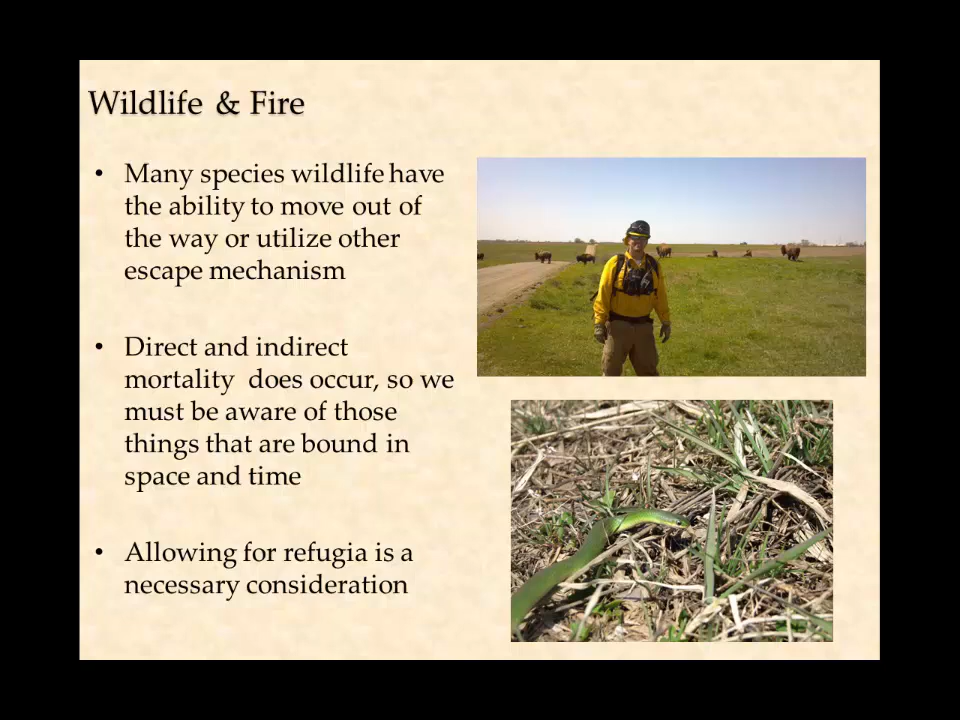 Wildlife & Fire
• Many species wildlife have
the ability to move out of
the way or utilize other
escape mechanism
• Direct and indirect
mortality  does occur, so we
must be aware of those
things that are bound in
space and time
• Allowing for refugia is a
necessary consideration